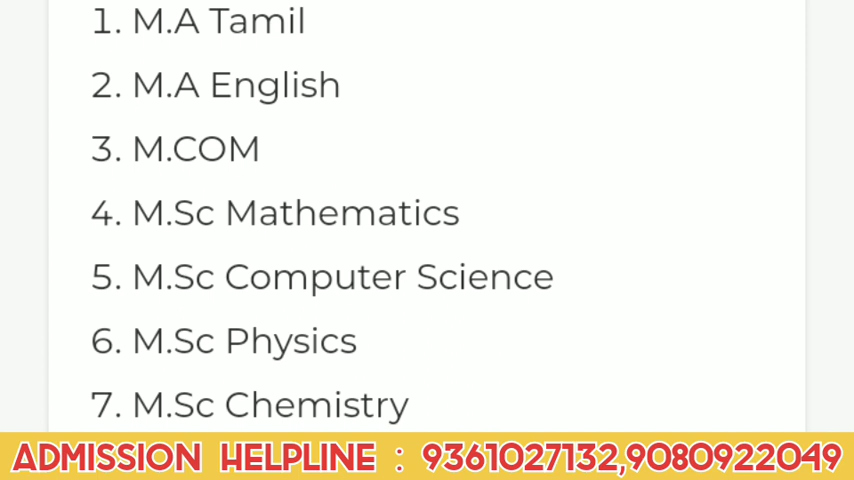 1. M.A Tamil
2. M.A English
3. M.COM
4. M.Sc Mathematics
5. M.Sc Computer Science
6. M.Sc Physics
7. M.Sc Chemistry
ADMISSION HELPLINE : 9361027132,9080922049